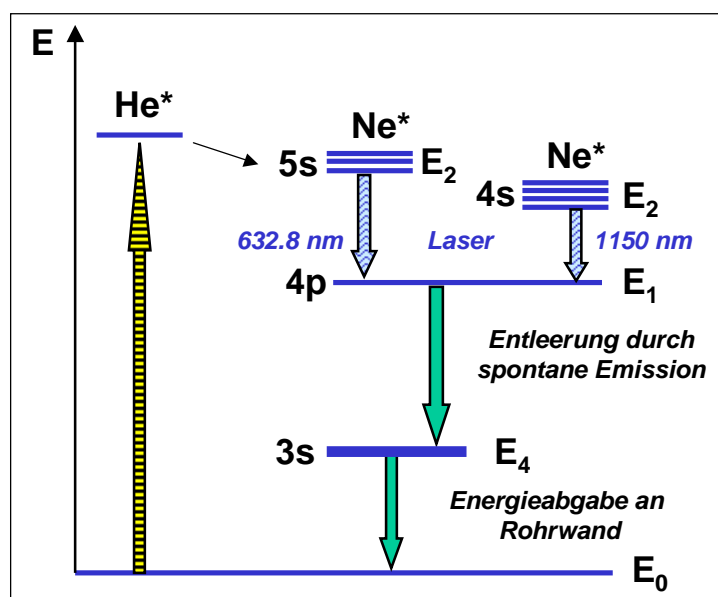 E
He*
Ne*
5s E₂
Ne*
4s E₂
632.8 nm Laser 1150 nm
4p E₁
Entleerung durch
spontane Emission
3s E₄
Energieabgabe an
Rohrwand
E₀